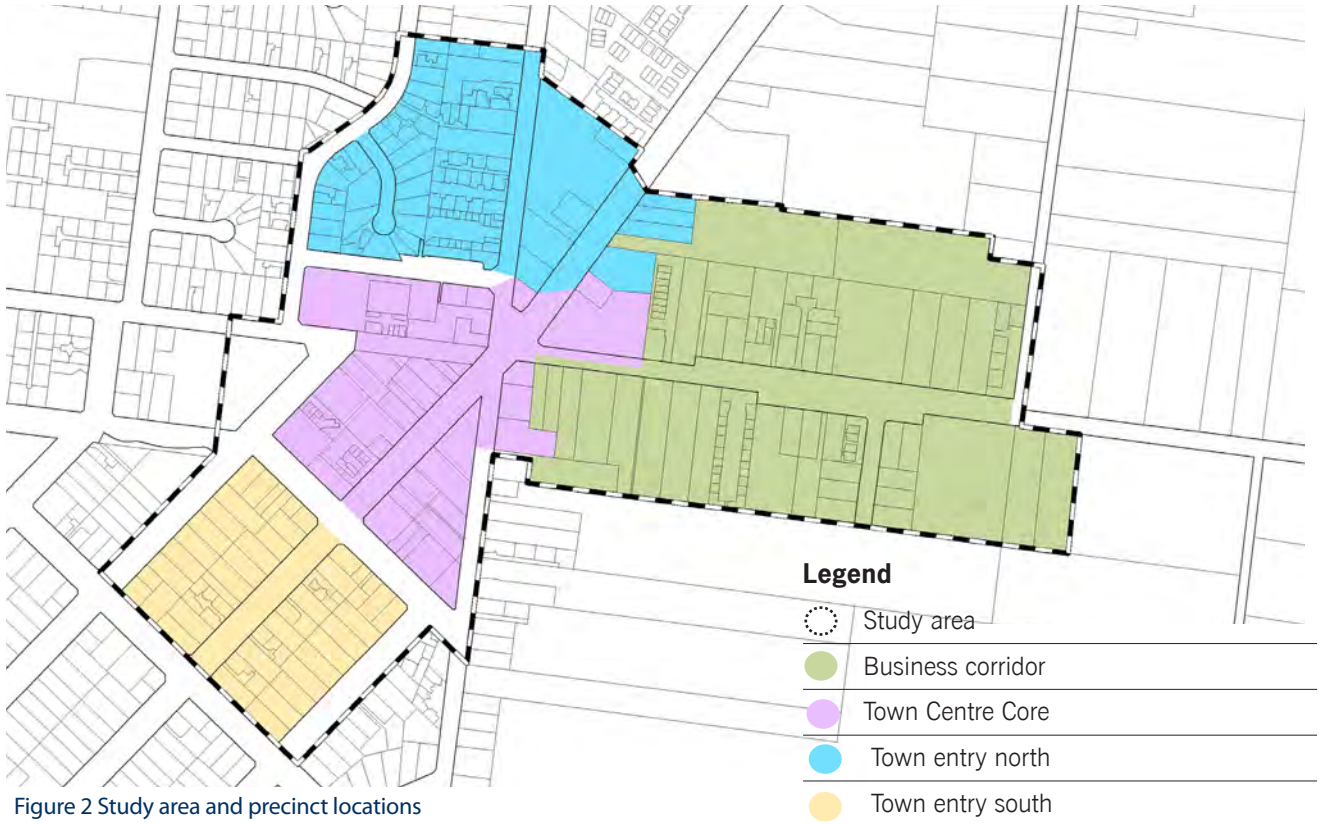 Legend
Study area
Business corridor
Town Centre Core
Town entry north
Town entry south
Figure 2 Study area and precinct locations